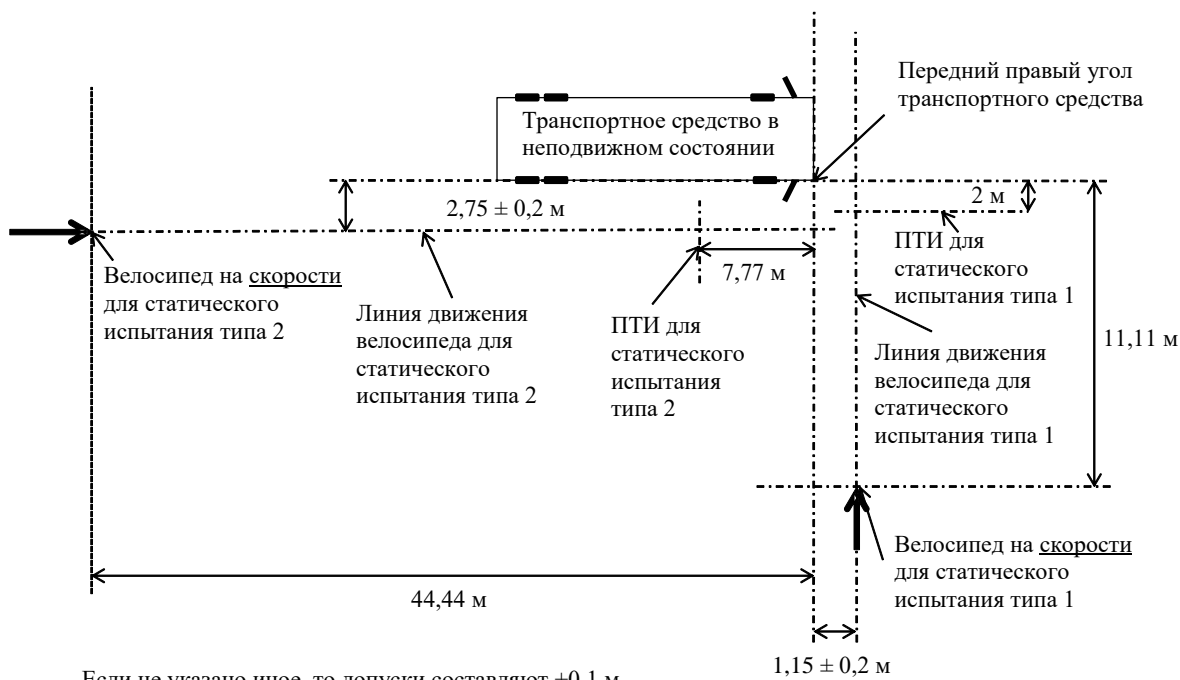 Передний правый угол
транспортного средства
Транспортное средство в
неподвижном состоянии
2,75 ± 0,2 м
2 м
7,77 м
ПТИ для
статического
испытания типа 1
Велосипед на скорости
для статического
испытания типа 2
Линия движения
велосипеда для
статического
испытания типа 2
ПТИ для
статического
испытания
типа 2
11,11 м
Линия движения
велосипеда для
статического
испытания типа 1
Велосипед на скорости
для статического
испытания типа 1
44,44 м
1,15 ± 0,2 м
Если не указано иное, то допуски составляют ±0,1 м